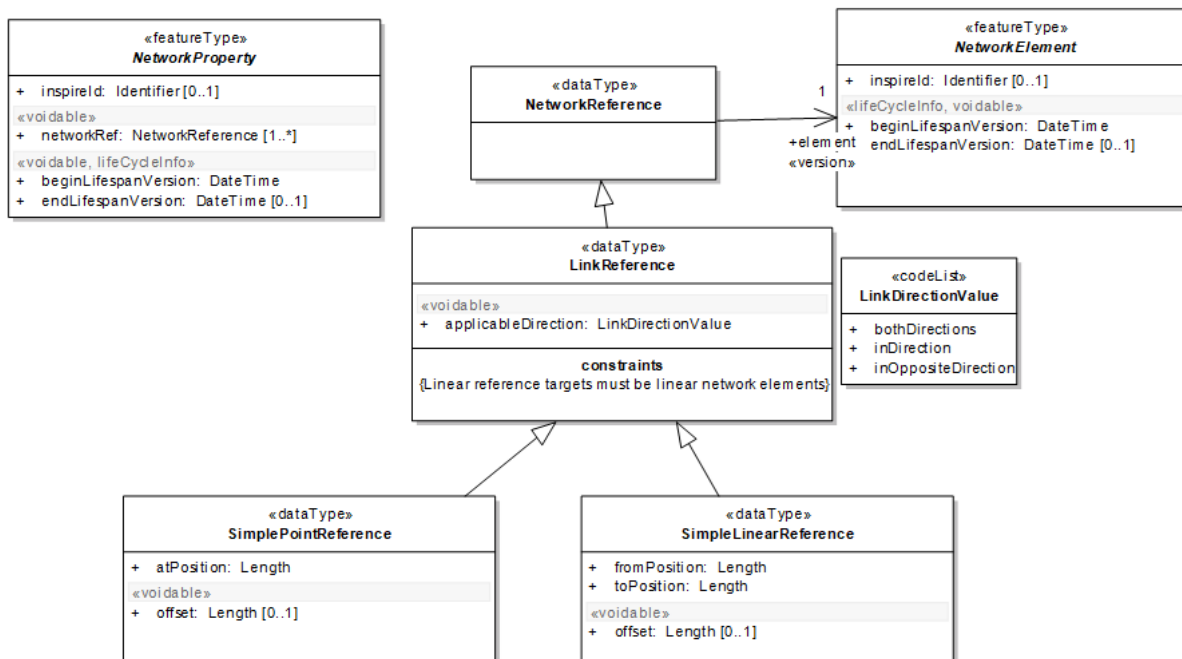 «featureType»
NetworkProperty
+ inspireId: Identifier [0..1]
«voidable»
+ networkRef: NetworkReference [1..*]
«voidable, lifeCycleInfo»
+ beginLifespanVersion: DateTime
+ endLifespanVersion: DateTime [0..1]
«dataType»
NetworkReference
1
+element
«version»
«featureType»
NetworkElement
+ inspireId: Identifier [0..1]
«lifeCycleInfo, voidable»
+ beginLifespanVersion: DateTime
+ endLifespanVersion: DateTime [0..1]
«dataType»
LinkReference
«voidable»
+ applicableDirection: LinkDirectionValue
constraints
{Linear reference targets must be linear network elements}
«codeList»
LinkDirectionValue
+ bothDirections
+ inDirection
+ inOppositeDirection
«dataType»
SimplePointReference
+ atPosition: Length
«voidable»
+ offset: Length [0..1]
«dataType»
SimpleLinearReference
+ fromPosition: Length
+ toPosition: Length
«voidable»
+ offset: Length [0..1]